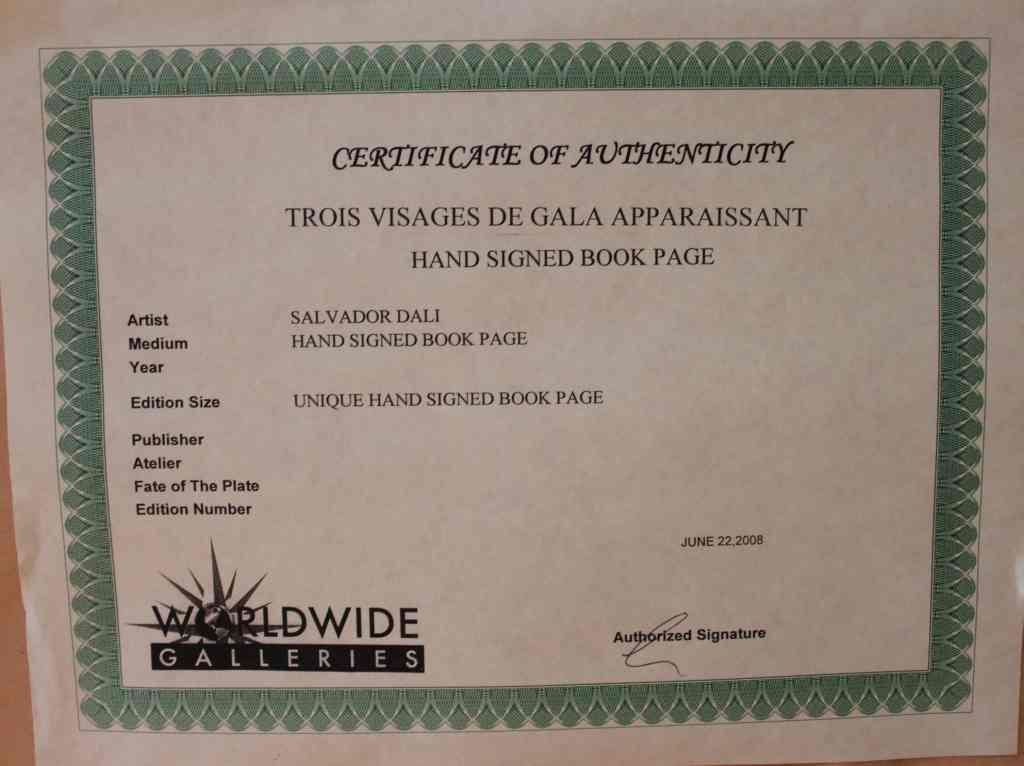 CERTIFICATE OF AUTHENTICITY
TROIS VISAGES DE GALA APPARAISSANT
HAND SIGNED BOOK PAGE
Artist SALVADOR DALI
Medium HAND SIGNED BOOK PAGE
Year
Edition Size UNIQUE HAND SIGNED BOOK PAGE
Publisher
Atelier
Fate of The Plate
Edition Number
JUNE 22,2008
WORLDWIDE
GALLERIES
Authorized Signature